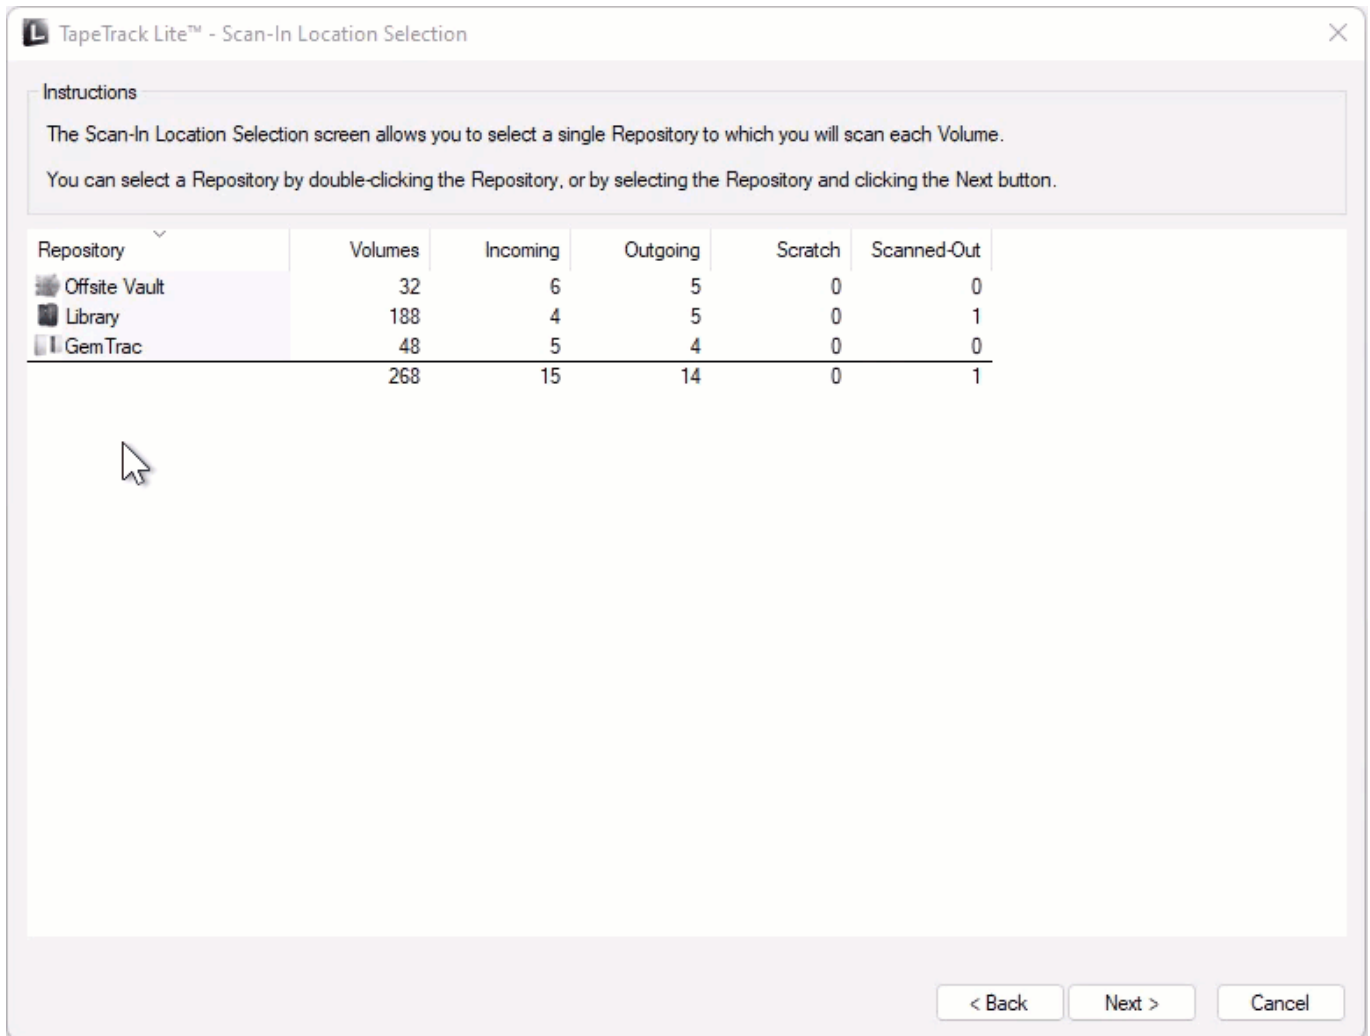 TapeTrack Lite™ - Scan-In Location Selection
Instructions
The Scan-In Location Selection screen allows you to select a single Repository to which you will scan each Volume.
You can select a Repository by double-clicking the Repository, or by selecting the Repository and clicking the Next button.
Repository Volumes Incoming Outgoing Scratch Scanned-Out
Offsite Vault 32 6 5 0 0
Library 188 4 5 0 1
GemTrac 48 5 4 0 0
268 15 14 0 1
< Back Next > Cancel